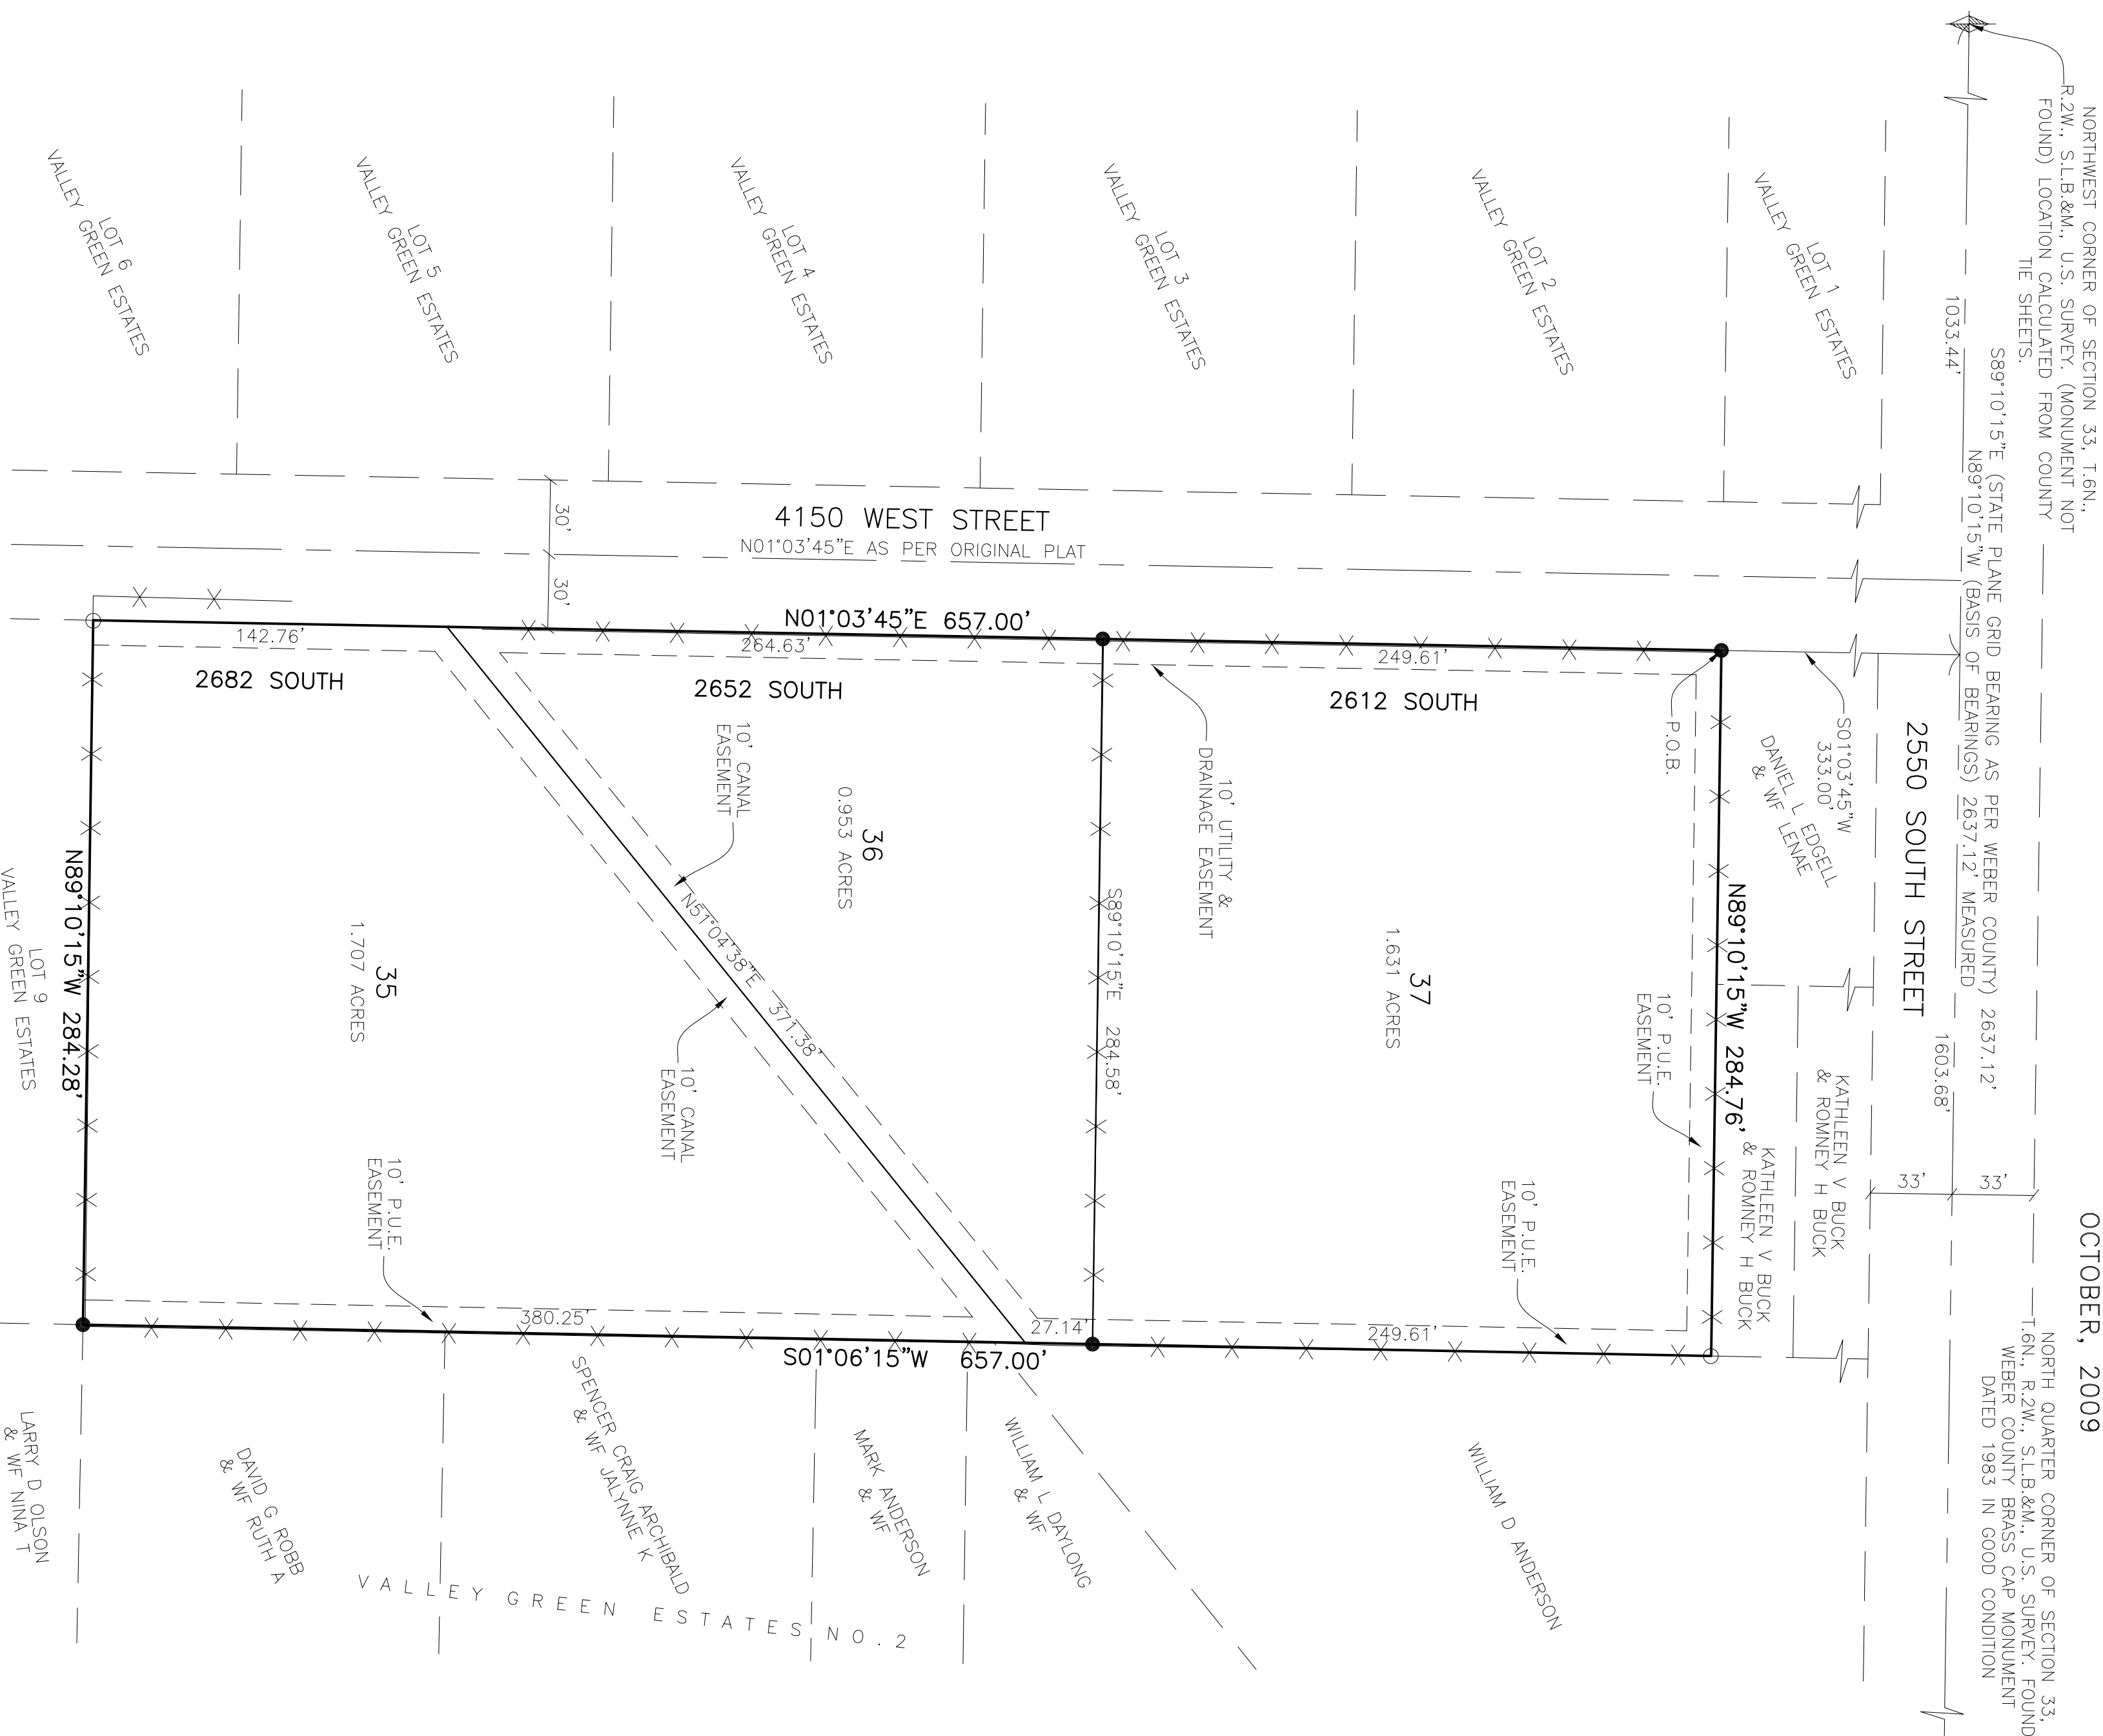 OCTOBER, 2009
NORTHWEST CORNER OF SECTION 33, T.6N.,
R.2W., S.L.B.&M., U.S. SURVEY. (MONUMENT NOT
FOUND) LOCATION CALCULATED FROM COUNTY
TIE SHEETS.
NORTH QUARTER CORNER OF SECTION 33,
T.6N., R.2W., S.L.B.&M., U.S. SURVEY. FOUND
WEBER COUNTY BRASS CAP MONUMENT
DATED 1983 IN GOOD CONDITION
S89°10'15"E (STATE PLANE GRID BEARING AS PER WEBER COUNTY) 2637.12'
N89°10'15"W (BASIS OF BEARINGS) 2637.12' MEASURED
1033.44'
1603.68'
33'
33'
2550 SOUTH STREET
S01°03'45"W
333.00'
DANIEL L EDGELL
& WF LENAE
KATHLEEN V BUCK
& ROMNEY H BUCK
KATHLEEN V BUCK
& ROMNEY H BUCK
LOT 1
VALLEY GREEN ESTATES
P.O.B.
N89°10'15"W 284.76'
10' P.U.E.
EASEMENT
LOT 2
VALLEY GREEN ESTATES
2612 SOUTH
249.61'
37
1.631 ACRES
10' P.U.E.
EASEMENT
249.61'
WILLIAM D ANDERSON
LOT 3
VALLEY GREEN ESTATES
10' UTILITY &
DRAINAGE EASEMENT
S89°10'15"E 284.58'
4150 WEST STREET
N01°03'45"E AS PER ORIGINAL PLAT
N01°03'45"E 657.00'
27.14'
S01°06'15"W 657.00'
WILLIAM L DAYLONG
& WF
LOT 4
VALLEY GREEN ESTATES
264.63'
2652 SOUTH
36
0.953 ACRES
10' CANAL
EASEMENT
N51°04'38"E 371.38'
10' CANAL
EASEMENT
MARK ANDERSON
& WF
30'
30'
SPENCER CRAIG ARCHIBALD
& WF JALYNNE K
380.25'
LOT 5
VALLEY GREEN ESTATES
142.76'
2682 SOUTH
35
1.707 ACRES
10' P.U.E.
EASEMENT
DAVID G ROBB
& WF RUTH A
VALLEY GREEN ESTATES NO.2
LOT 6
VALLEY GREEN ESTATES
N89°10'15"W 284.28'
LOT 9
VALLEY GREEN ESTATES
LARRY D OLSON
& WF NINA T